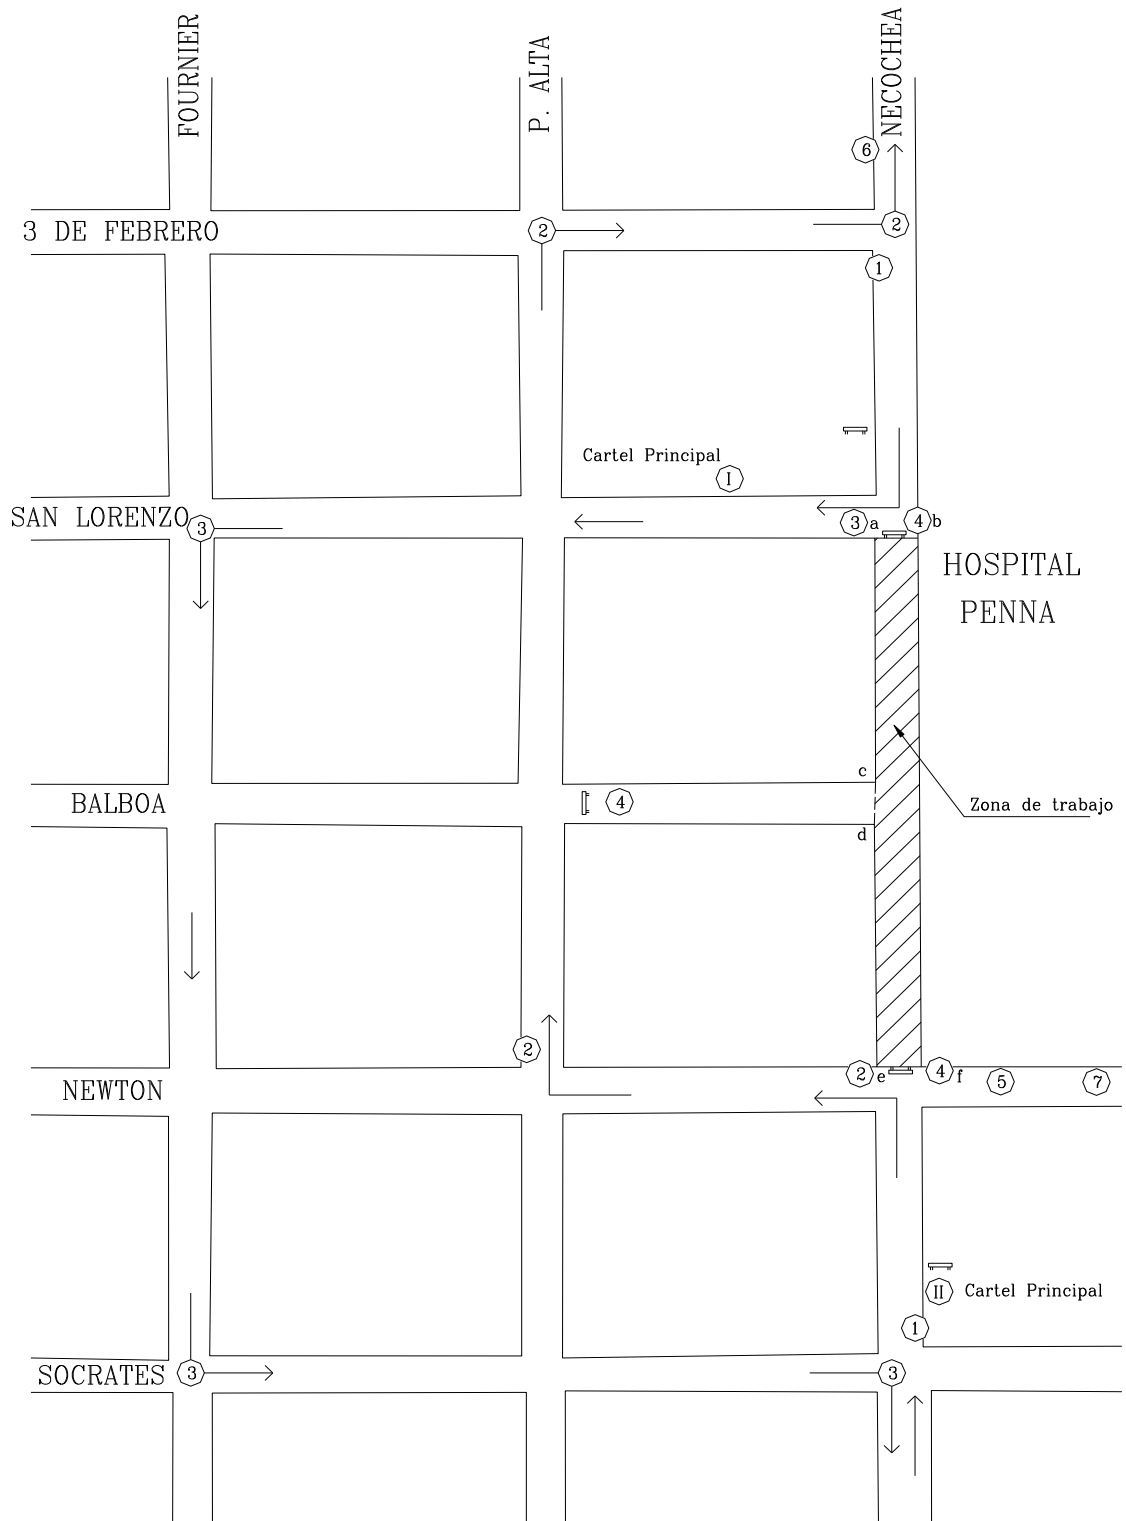 FOURNIER
P. ALTA
NECOCHEA
6
3 DE FEBRERO
2
2
1
Cartel Principal
I
SAN LORENZO
3
3 a
4 b
HOSPITAL
PENNA
c
BALBOA
4
Zona de trabajo
d
2
NEWTON
2 e
4 f
5
7
II Cartel Principal
1
SOCRATES
3
3